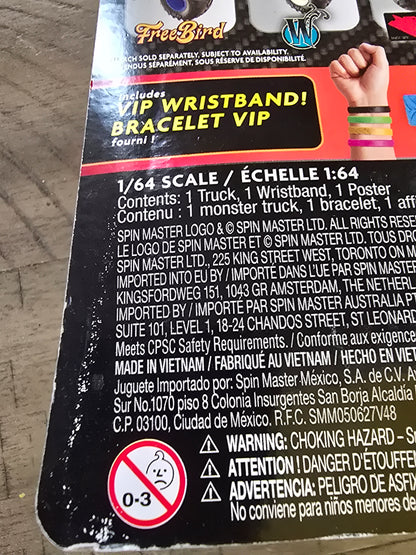 FreeBird
W
EACH SOLD SEPARATELY, SUBJECT TO AVAILABILITY.
VENDUS SÉPARÉMENT, SOUS RÉSERVE DE DISPONIBILITÉ.
Includes
VIP WRISTBAND!
BRACELET VIP
fourni !
1/64 SCALE / ÉCHELLE 1:64
Contents: 1 Truck, 1 Wristband, 1 Poster
Contenu : 1 monster truck, 1 bracelet, 1 affi
SPIN MASTER LOGO & © SPIN MASTER LTD. ALL RIGHTS RESE
LE LOGO DE SPIN MASTER ET © SPIN MASTER LTD. TOUS DRO
SPIN MASTER LTD., 225 KING STREET WEST, TORONTO ON M
IMPORTED INTO EU BY / IMPORTÉ DANS L'UE PAR SPIN MASTER
KINGSFORDWEG 151, 1043 GR AMSTERDAM, THE NETHER
IMPORTED BY / IMPORTÉ PAR SPIN MASTER AUSTRALIA P
SUITE 101, LEVEL 1, 18-24 CHANDOS STREET, ST LEONARD
Meets CPSC Safety Requirements. / Conforme aux exigence
MADE IN VIETNAM / FABRIQUÉ AU VIETNAM / HECHO EN VIET
Juguete Importado por: Spin Master México, S.A. de C.V. Av
Sur No.1070 piso 8 Colonia Insurgentes San Borja Alcaldía
C.P. 03100, Ciudad de México. R.F.C. SMM050627V48
WARNING: CHOKING HAZARD – S
ATTENTION ! DANGER D'ÉTOUFFE
ADVERTENCIA: PELIGRO DE ASFI
No conviene para niños menores de
0-3